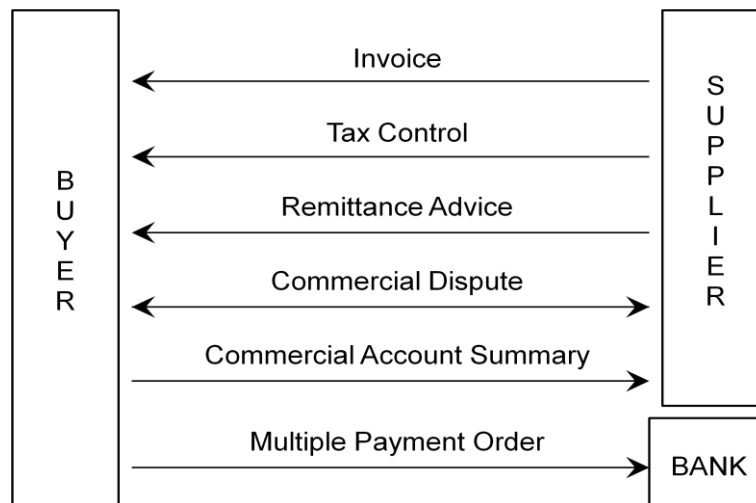 BUYER
Invoice
Tax Control
Remittance Advice
Commercial Dispute
Commercial Account Summary
Multiple Payment Order
SUPPLIER
BANK